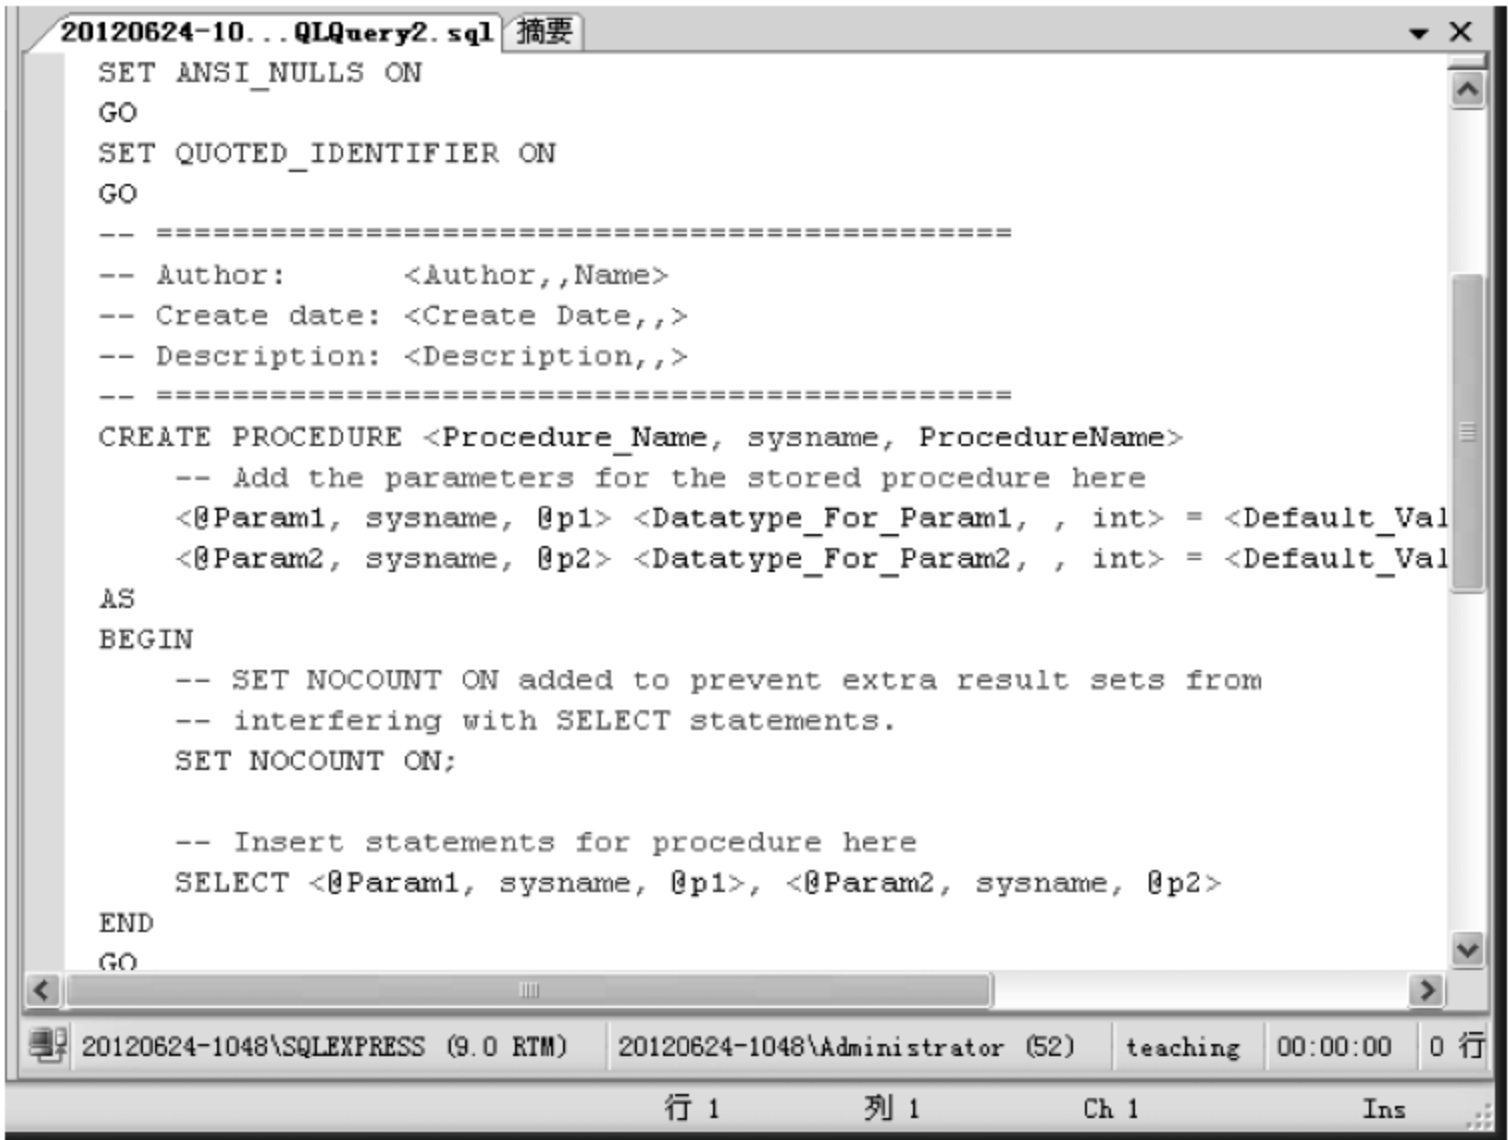 20120624-10...QLQuery2.sql 摘要
SET ANSI_NULLS ON
GO
SET QUOTED_IDENTIFIER ON
GO
-- =============================================
-- Author:      <Author,,Name>
-- Create date: <Create Date,,>
-- Description: <Description,,>
-- =============================================
CREATE PROCEDURE <Procedure_Name, sysname, ProcedureName>
    -- Add the parameters for the stored procedure here
    <@Param1, sysname, @p1> <Datatype_For_Param1, , int> = <Default_Val
    <@Param2, sysname, @p2> <Datatype_For_Param2, , int> = <Default_Val
AS
BEGIN
    -- SET NOCOUNT ON added to prevent extra result sets from
    -- interfering with SELECT statements.
    SET NOCOUNT ON;
    -- Insert statements for procedure here
    SELECT <@Param1, sysname, @p1>, <@Param2, sysname, @p2>
END
GO
20120624-1048\SQLEXPRESS (9.0 RTM) 20120624-1048\Administrator (52) teaching 00:00:00 0 行
行 1 列 1 Ch 1 Ins